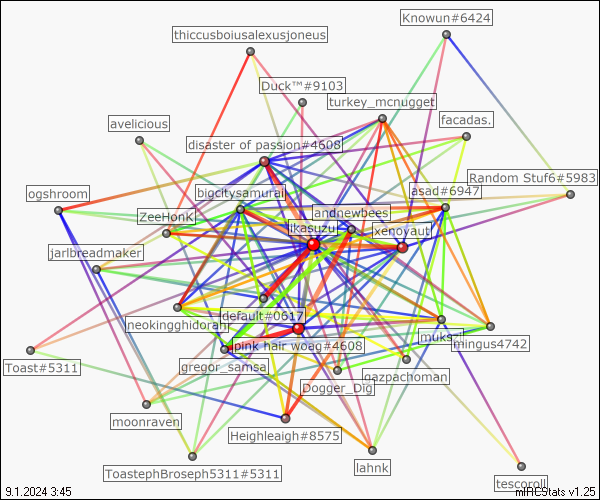 Knowun#6424
thiccusboiusalexusjoneus
Duck™#9103
turkey_mcnugget
facadas.
avelicious
disaster of passion#4608
Random Stuf6#5983
ogshroom
bigcitysamurai
asad#6947
andnewbees
ZeeHonK
ikasuzu
xenoyaut
jarlbreadmaker
default#0617
neokingghidorah
mukszi
mingus4742
pink hair woag#4608
Toast#5311
gregor_samsa
gazpachoman
Dogger_Dig
moonraven
Heighleaigh#8575
lahnk
ToastephBroseph5311#5311
tescoroll
9.1.2024 3:45
mIRCStats v1.25